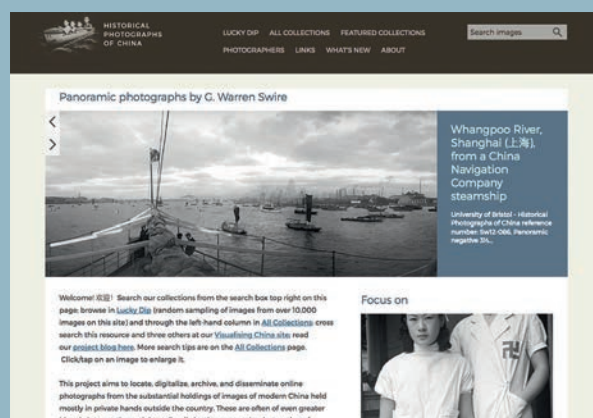 HISTORICAL
PHOTOGRAPHS
OF CHINA
LUCKY DIP ALL COLLECTIONS FEATURED COLLECTIONS
PHOTOGRAPHERS LINKS WHAT'S NEW ABOUT
Search images
Panoramic photographs by G. Warren Swire
Whangpoo River,
Shanghai (上海),
from a China
Navigation
Company
steamship
University of Bristol - Historical
Photographs of China reference
number: Sw12-086. Panoramic
negative 314...
Welcome! 欢迎! Search our collections from the search box top right on this
page; browse in Lucky Dip (random sampling of images from over 10,000
images on this site) and through the left-hand column in All Collections; cross
search this resource and three others at our Visualising China site; read
our project blog here. More search tips are on the All Collections page.
Click/tap on an image to enlarge it.
Focus on
This project aims to locate, digitalize, archive, and disseminate online
photographs from the substantial holdings of images of modern China held
mostly in private hands outside the country. These are often of even greater